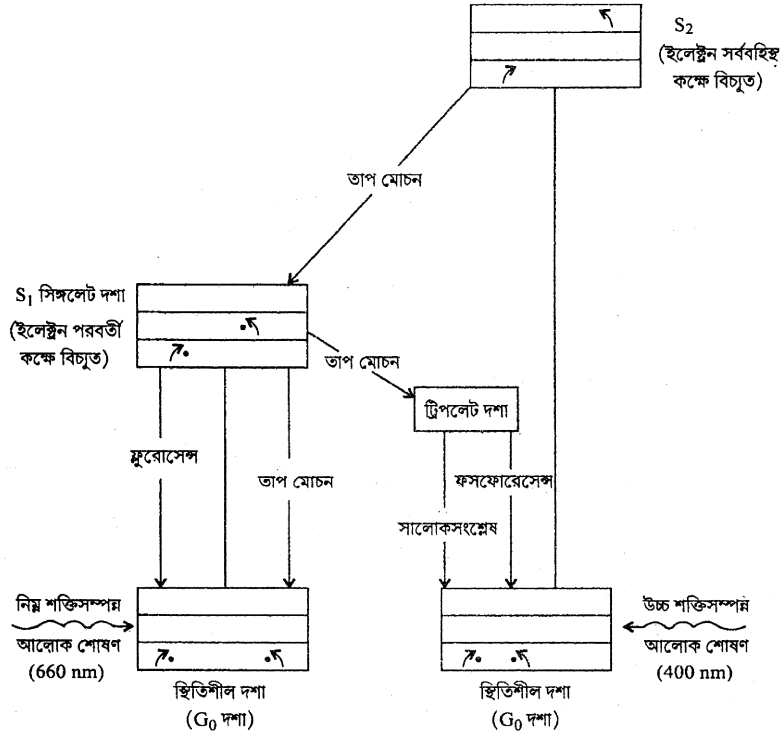 S₂
(ইলেক্ট্রন সর্ববহিস্থ
কক্ষে বিচ্যুত)
তাপ মোচন
S₁ সিঙ্গলেট দশা
(ইলেক্ট্রন পরবর্তী
কক্ষে বিচ্যুত)
তাপ মোচন
ট্রিপলেট দশা
ফ্লুরোসেন্স
তাপ মোচন
ফসফোরেসেন্স
সালোকসংশ্লেষ
নিম্ন শক্তিসম্পন্ন
আলোক শোষণ
(660 nm)
উচ্চ শক্তিসম্পন্ন
আলোক শোষণ
(400 nm)
স্থিতিশীল দশা
(G₀ দশা)
স্থিতিশীল দশা
(G₀ দশা)